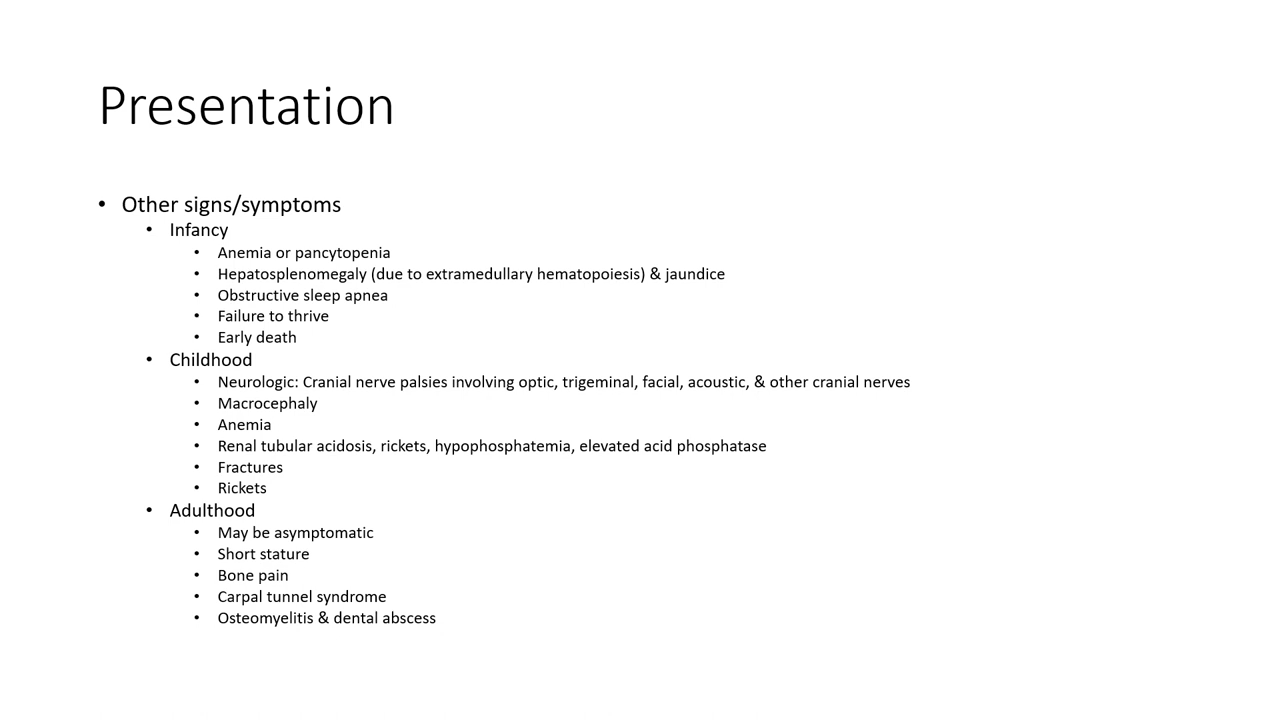 Presentation
• Other signs/symptoms
• Infancy
• Anemia or pancytopenia
• Hepatosplenomegaly (due to extramedullary hematopoiesis) & jaundice
• Obstructive sleep apnea
• Failure to thrive
• Early death
• Childhood
• Neurologic: Cranial nerve palsies involving optic, trigeminal, facial, acoustic, & other cranial nerves
• Macrocephaly
• Anemia
• Renal tubular acidosis, rickets, hypophosphatemia, elevated acid phosphatase
• Fractures
• Rickets
• Adulthood
• May be asymptomatic
• Short stature
• Bone pain
• Carpal tunnel syndrome
• Osteomyelitis & dental abscess